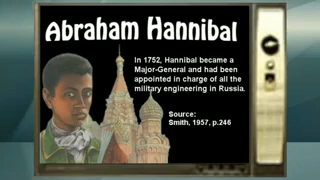 Abraham Hannibal
In 1752, Hannibal became a
Major-General and had been
appointed in charge of all the
military engineering in Russia.
Source:
Smith, 1957, p.246